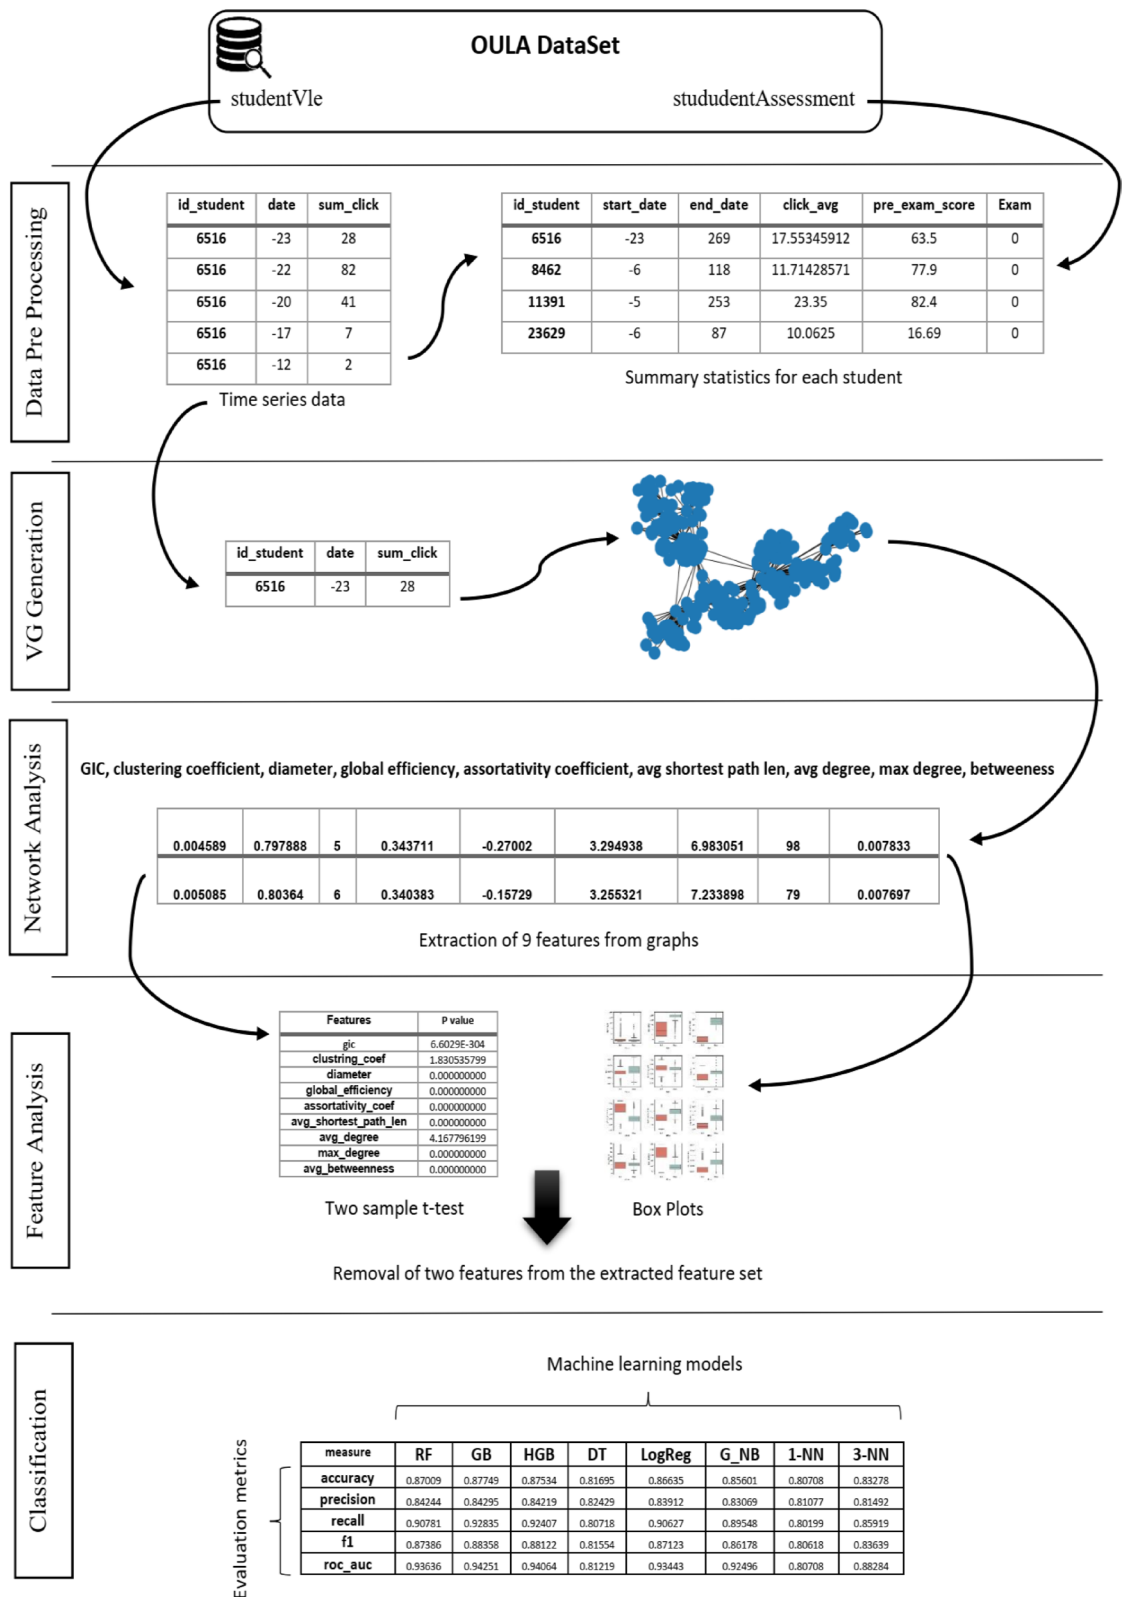 OULA DataSet
studentVle
stududentAssessment
Data Pre Processing
id_student date sum_click
6516 -23 28
6516 -22 82
6516 -20 41
6516 -17 7
6516 -12 2
Time series data
id_student start_date end_date click_avg pre_exam_score Exam
6516 -23 269 17.55345912 63.5 0
8462 -6 118 11.71428571 77.9 0
11391 -5 253 23.35 82.4 0
23629 -6 87 10.0625 16.69 0
Summary statistics for each student
VG Generation
id_student date sum_click
6516 -23 28
Network Analysis
GIC, clustering coefficient, diameter, global efficiency, assortativity coefficient, avg shortest path len, avg degree, max degree, betweeness
0.004589 0.797888 5 0.343711 -0.27002 3.294938 6.983051 98 0.007833
0.005085 0.80364 6 0.340383 -0.15729 3.255321 7.233898 79 0.007697
Extraction of 9 features from graphs
Feature Analysis
Features P value
gic 6.6029E-304
clustring_coef 1.830535799
diameter 0.000000000
global_efficiency 0.000000000
assortativity_coef 0.000000000
avg_shortest_path_len 0.000000000
avg_degree 4.167796199
max_degree 0.000000000
avg_betweenness 0.000000000
Two sample t-test
Box Plots
Removal of two features from the extracted feature set
Classification
Machine learning models
Evaluation metrics
measure RF GB HGB DT LogReg G_NB 1-NN 3-NN
accuracy 0.87009 0.87749 0.87534 0.81695 0.86635 0.85601 0.80708 0.83278
precision 0.84244 0.84295 0.84219 0.82429 0.83912 0.83069 0.81077 0.81492
recall 0.90781 0.92835 0.92407 0.80718 0.90627 0.89548 0.80199 0.85919
f1 0.87386 0.88358 0.88122 0.81554 0.87123 0.86178 0.80618 0.83639
roc_auc 0.93636 0.94251 0.94064 0.81219 0.93443 0.92496 0.80708 0.88284